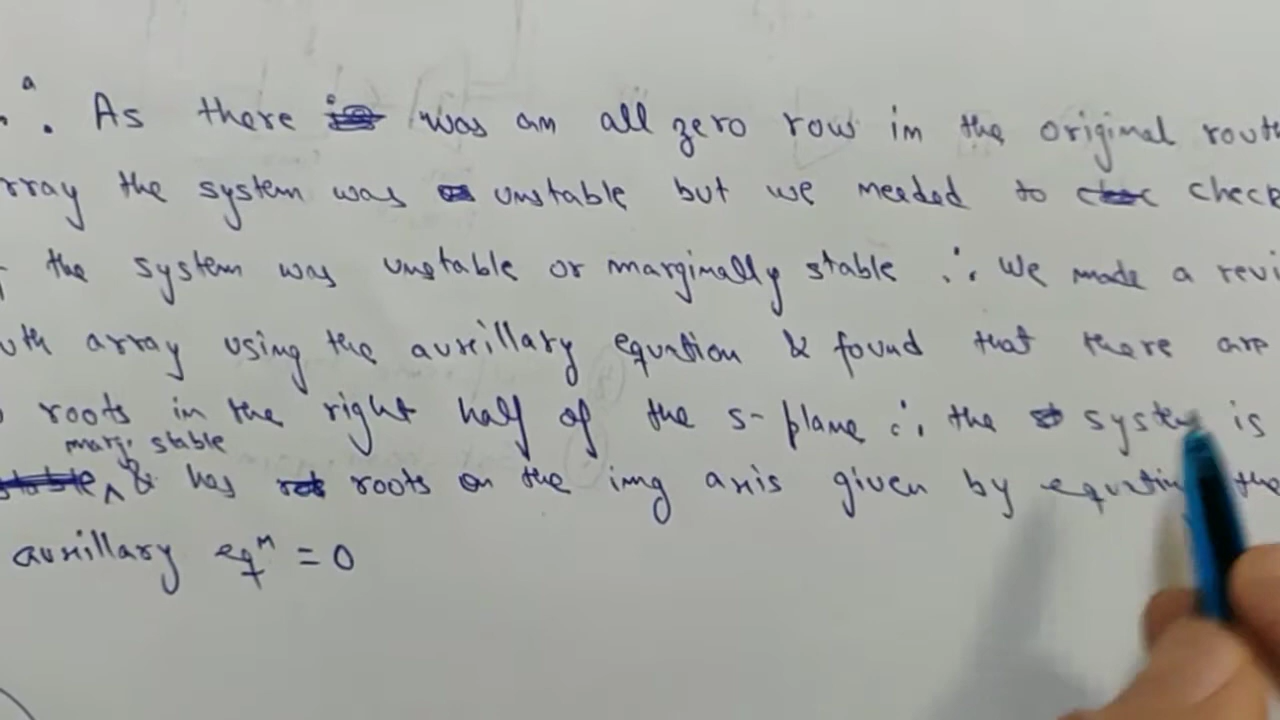 a
∴ As there was an all zero row in the original rout
rray the system was unstable but we needed to check
the system was unstable or marginally stable ∴ We made a revi
uth array using the auxillary equation & found that there are
roots in the right half of the s-plane ∴ the system is
marg. stable
stable ^ & has roots on the img axis given by equating the
auxillary eqⁿ = 0